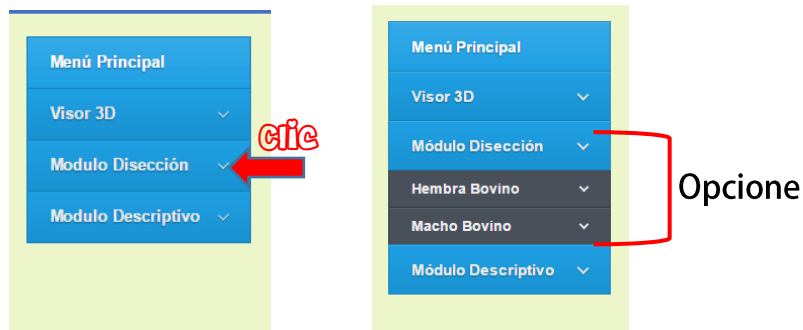 Menú Principal
Visor 3D
Modulo Disección
Modulo Descriptivo
clic
Menú Principal
Visor 3D
Módulo Disección
Hembra Bovino
Macho Bovino
Módulo Descriptivo
Opcione